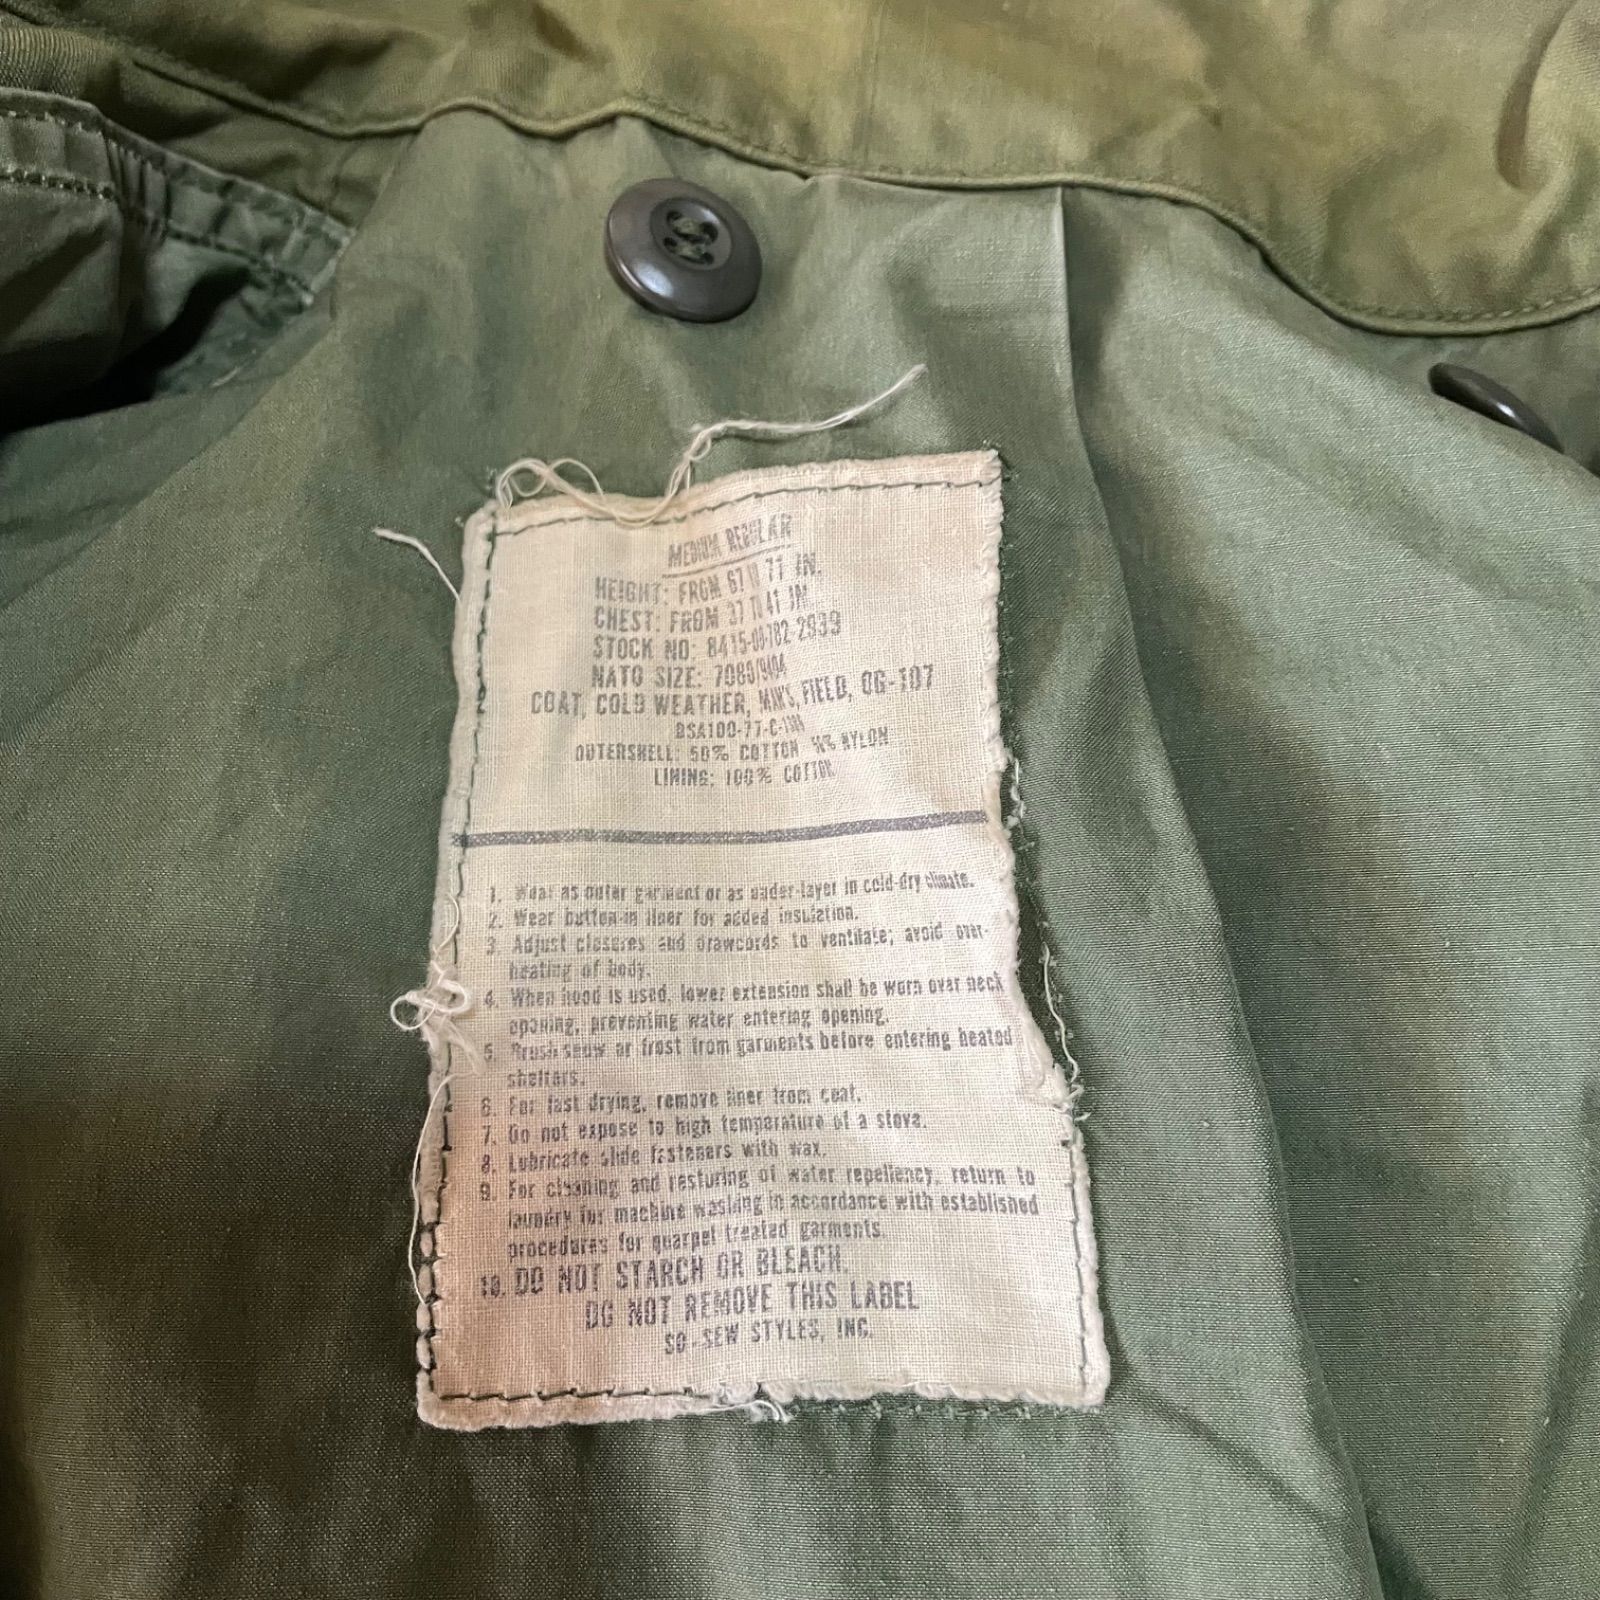 MEDIUM REGULAR
HEIGHT: FROM 67 TO 71 IN.
CHEST: FROM 37 TO 41 IN
STOCK NO: 8415-00-782-2939
NATO SIZE: 7080/9404
COAT, COLD WEATHER, MAN'S, FIELD, OG-107
DSA100-77-C-
OUTERSHELL: 50% COTTON 50% NYLON
LINING: 100% COTTON
1. Wear as outer garment or as under-layer in cold-dry climate.
2. Wear button-in liner for added insulation.
3. Adjust closures and drawcords to ventilate; avoid over-
heating of body.
4. When hood is used, lower extension shall be worn over neck
opening, preventing water entering opening.
5. Brush snow or frost from garments before entering heated
shelters.
6. For fast drying, remove liner from coat.
7. Do not expose to high temperature of a stove.
8. Lubricate slide fasteners with wax.
9. For cleaning and restoring of water repellency, return to
laundry for machine washing in accordance with established
procedures for quarpel treated garments.
10. DO NOT STARCH OR BLEACH.
DO NOT REMOVE THIS LABEL
SO-SEW STYLES, INC.